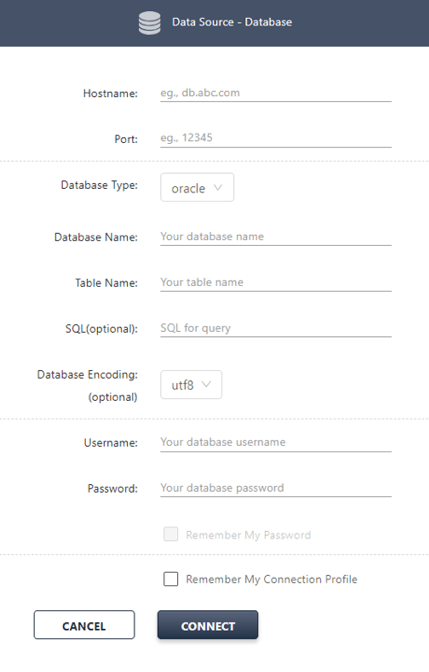 Data Source - Database
Hostname: eg., db.abc.com
Port: eg., 12345
Database Type: oracle
Database Name: Your database name
Table Name: Your table name
SQL(optional): SQL for query
Database Encoding: utf8
(optional)
Username: Your database username
Password: Your database password
Remember My Password
Remember My Connection Profile
CANCEL CONNECT